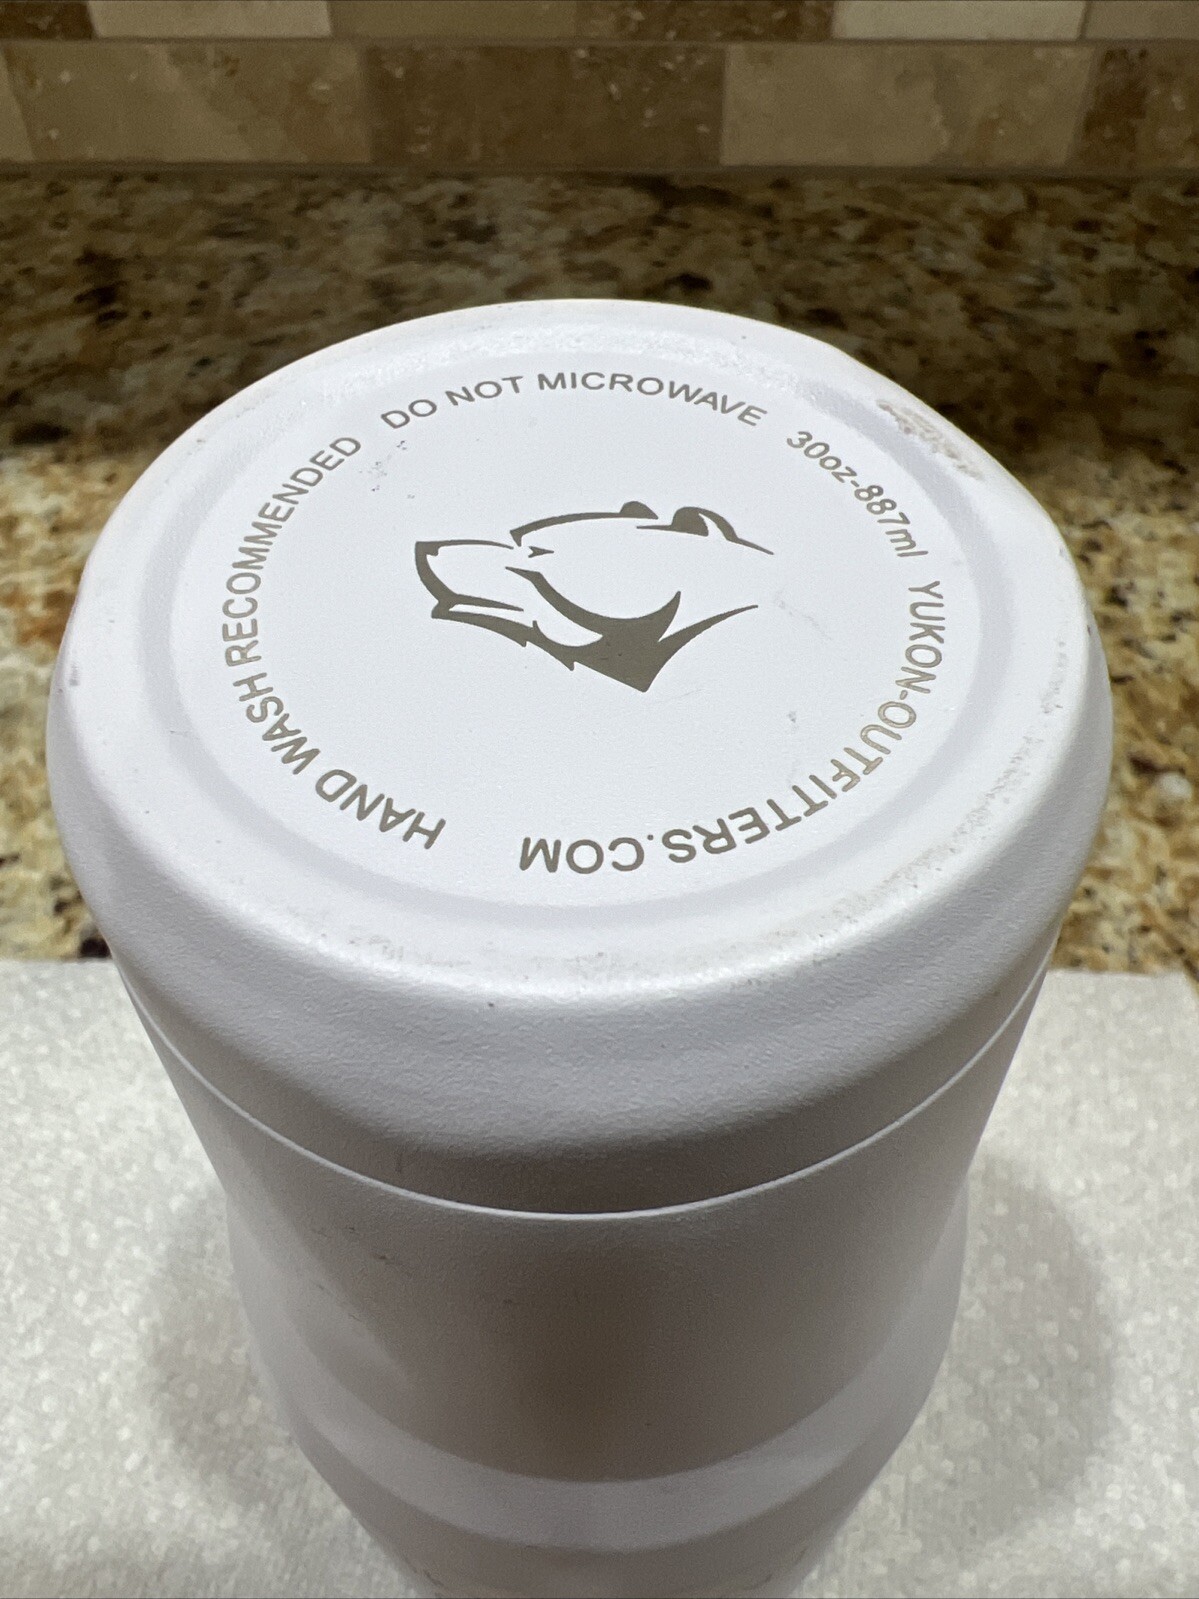 HAND WASH RECOMMENDED
DO NOT MICROWAVE
30oz-887ml
YUKON-OUTFITTERS.COM